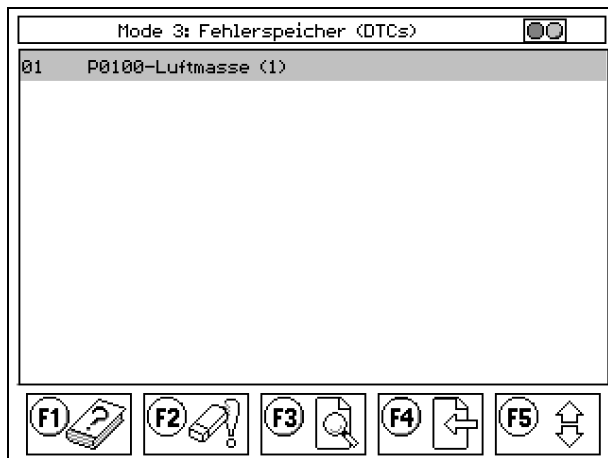 Mode 3: Fehlerspeicher (DTCs)
01 P0100-Luftmasse (1)
F1 ? F2 ! F3 F4 F5